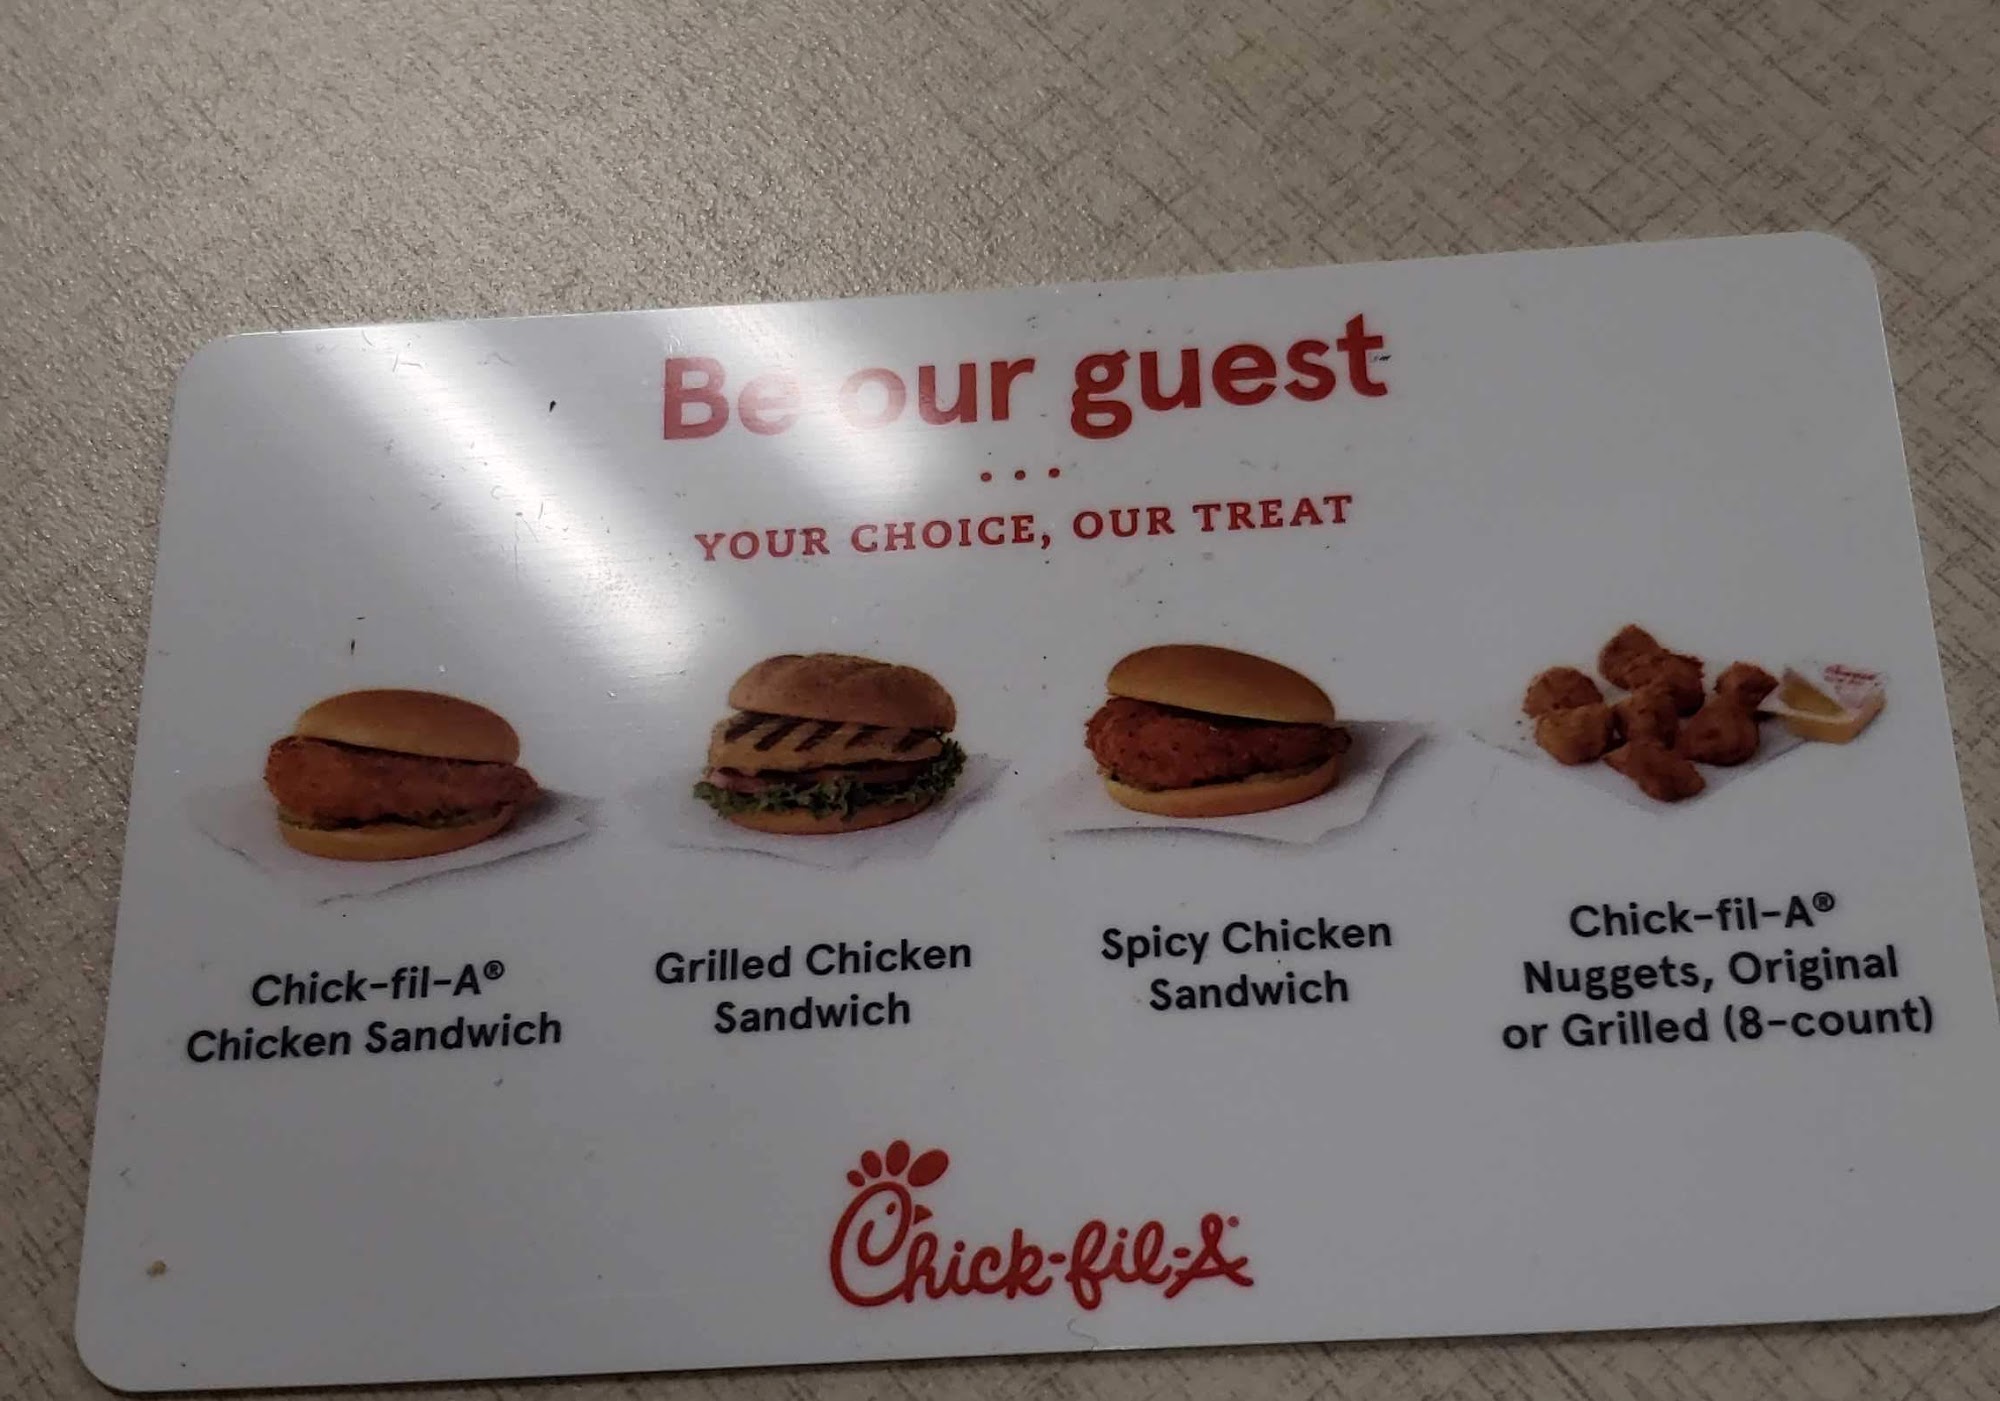 Be our guest
YOUR CHOICE, OUR TREAT
Chick-fil-A®
Chicken Sandwich
Grilled Chicken
Sandwich
Spicy Chicken
Sandwich
Chick-fil-A®
Nuggets, Original
or Grilled (8-count)
Chick-fil-A